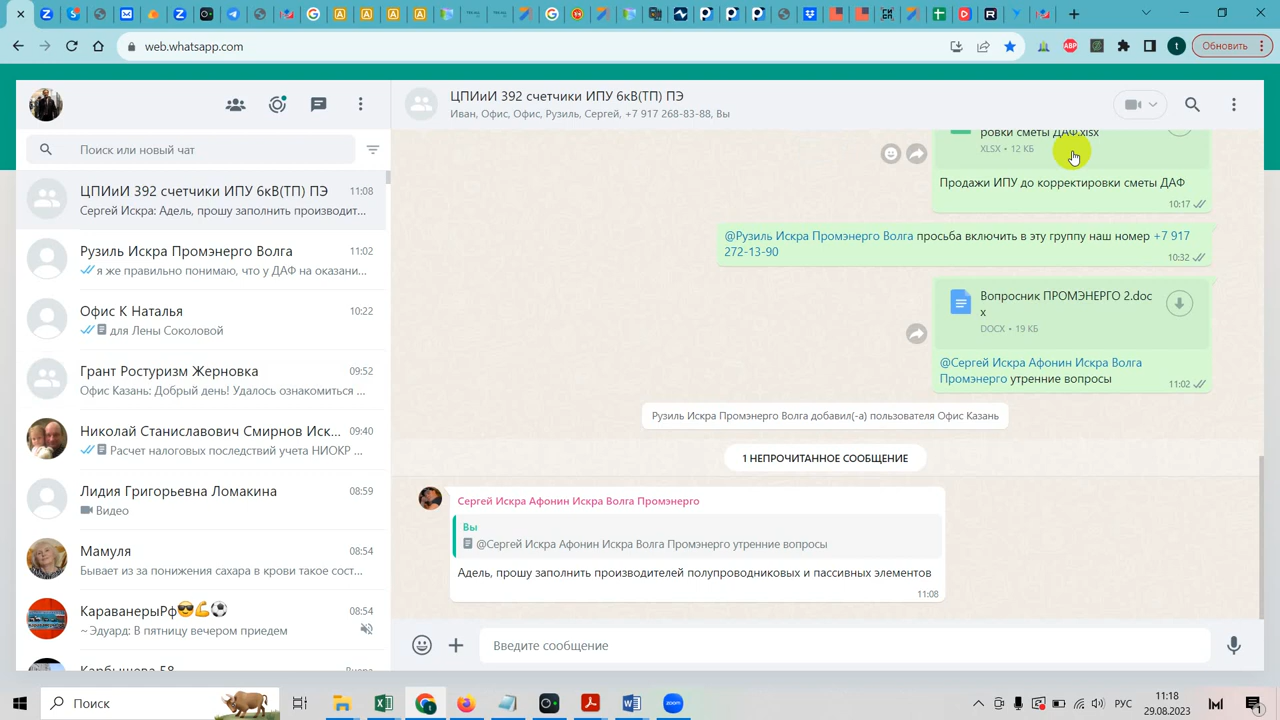 web.whatsapp.com
Обновить
ЦПИиИ 392 счетчики ИПУ 6кВ(ТП) ПЭ
Иван, Офис, Офис, Рузиль, Сергей, +7 917 268-83-88, Вы
Поиск или новый чат
ЦПИиИ 392 счетчики ИПУ 6кВ(ТП) ПЭ 11:08
Сергей Искра: Адель, прошу заполнить производит...
Рузиль Искра Промэнерго Волга 11:02
я же правильно понимаю, что у ДАФ на оказани...
Офис К Наталья 10:22
для Лены Соколовой
Грант Ростуризм Жерновка 09:52
Офис Казань: Добрый день! Удалось ознакомиться ...
Николай Станиславович Смирнов Иск... 09:40
Расчет налоговых последствий учета НИОКР ...
Лидия Григорьевна Ломакина 08:59
Видео
Мамуля 08:54
Бывает из за понижения сахара в крови такое сост...
КараванерыРф😎💪⚽ 08:54
~ Эдуард: В пятницу вечером приедем
Карбышева 58
ровки сметы ДАФ.xlsx
XLSX • 12 КБ
Продажи ИПУ до корректировки сметы ДАФ
10:17
@Рузиль Искра Промэнерго Волга просьба включить в эту группу наш номер +7 917
272-13-90
10:32
Вопросник ПРОМЭНЕРГО 2.doc
x
DOCX • 19 КБ
@Сергей Искра Афонин Искра Волга
Промэнерго утренние вопросы
11:02
Рузиль Искра Промэнерго Волга добавил(-а) пользователя Офис Казань
1 НЕПРОЧИТАННОЕ СООБЩЕНИЕ
Сергей Искра Афонин Искра Волга Промэнерго
Вы
@Сергей Искра Афонин Искра Волга Промэнерго утренние вопросы
Адель, прошу заполнить производителей полупроводниковых и пассивных элементов
11:08
Введите сообщение
Поиск
РУС
11:18
29.08.2023